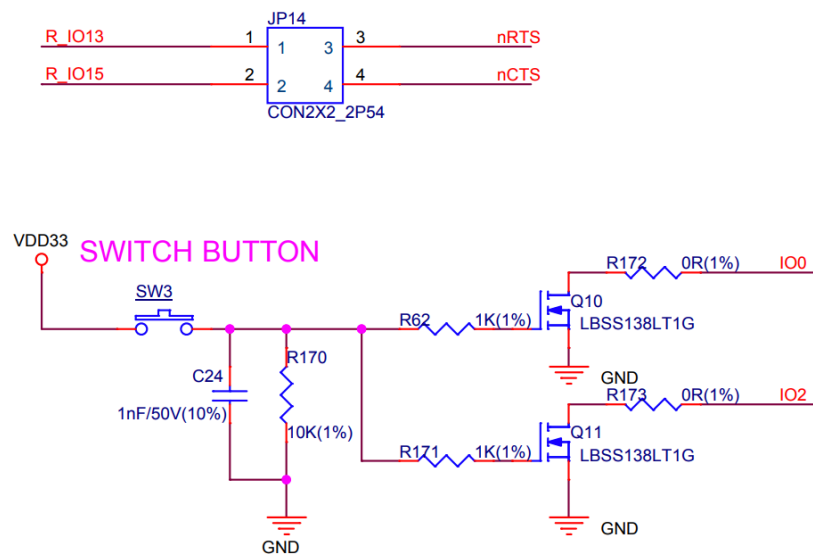 JP14
R_IO13 1 1 3 3 nRTS
R_IO15 2 2 4 4 nCTS
CON2X2_2P54
VDD33 SWITCH BUTTON
R172 0R(1%) IO0
SW3
R62 1K(1%) Q10
LBSS138LT1G
R170
C24
GND
1nF/50V(10%)
R173 0R(1%) IO2
10K(1%)
Q11
R171 1K(1%) LBSS138LT1G
GND
GND